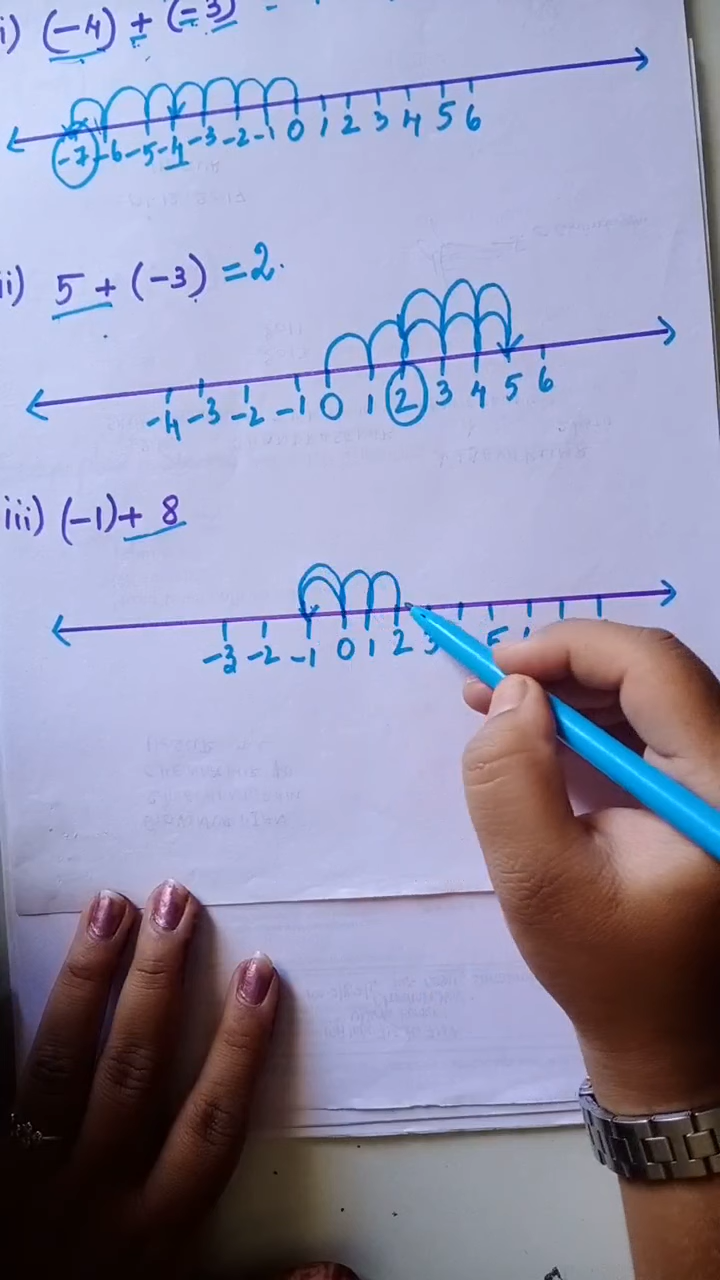 i) (-4) + (-3)
-7 -6 -5 -4 -3 -2 -1 0 1 2 3 4 5 6
ii) 5 + (-3) = 2.
-4 -3 -2 -1 0 1 2 3 4 5 6
iii) (-1) + 8
-3 -2 -1 0 1 2 3 5